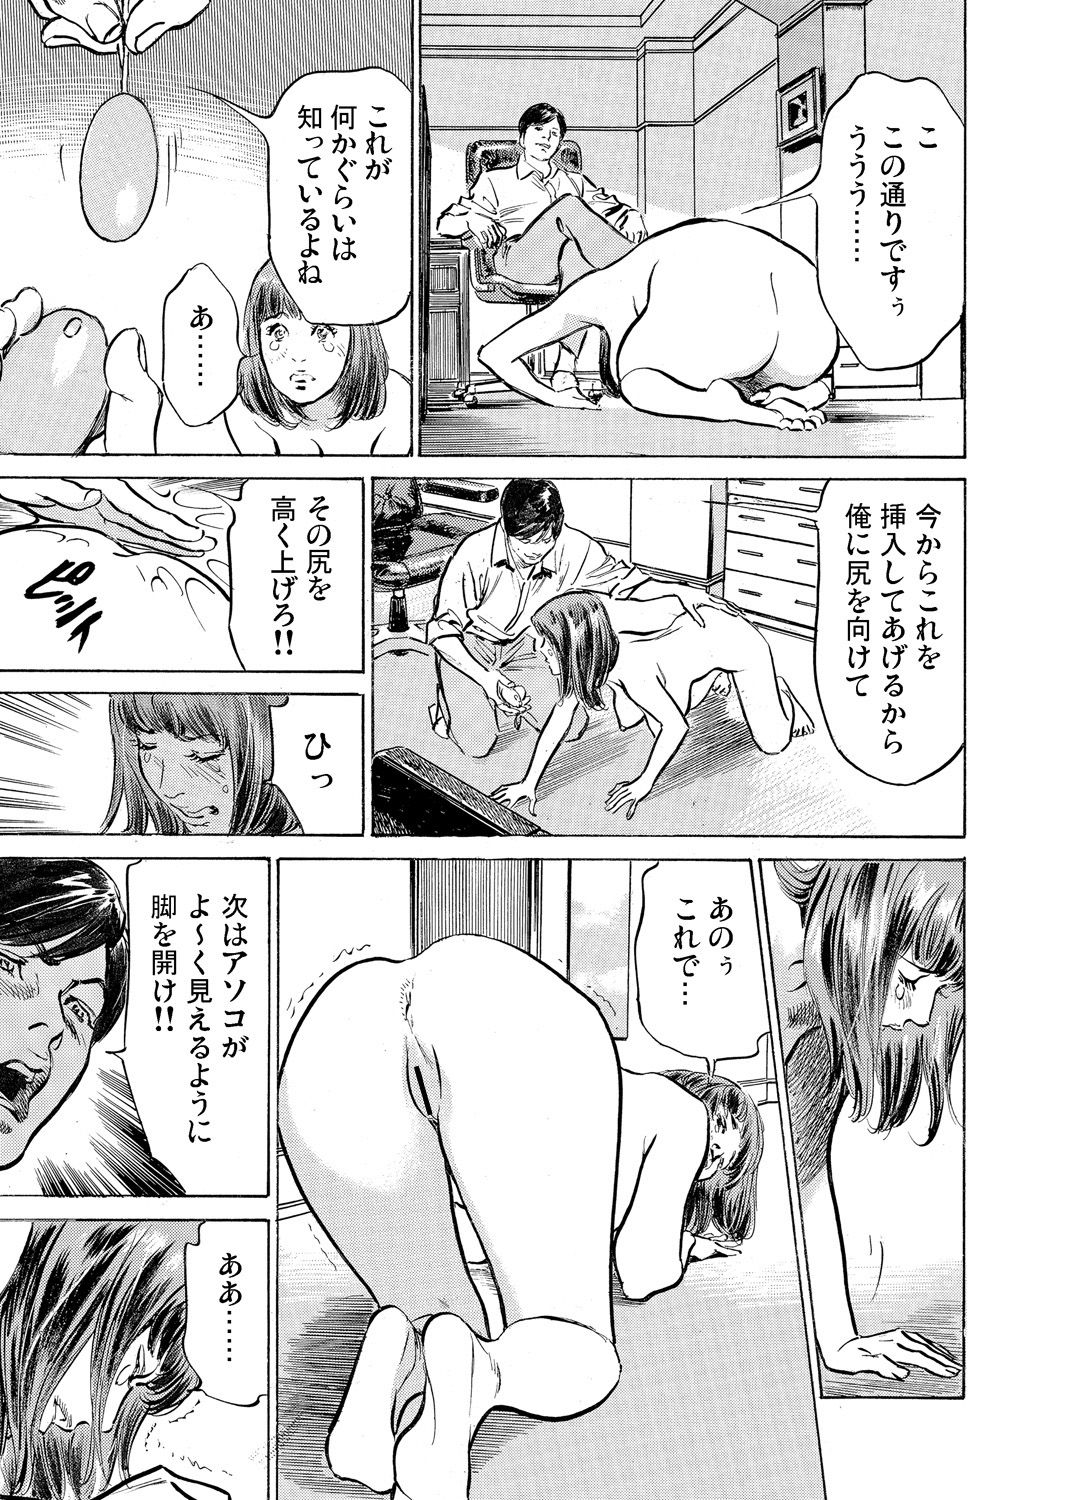 こ
この通りですぅ
ううう……
これが
何かぐらいは
知っているよね
あ……
今からこれを
挿入してあげるから
俺に尻を向けて
その尻を
高く上げろ!!
ピシッ
ひっ
あのぅ
これで…
次はアソコが
よ～く見えるように
脚を開け!!
ああ……